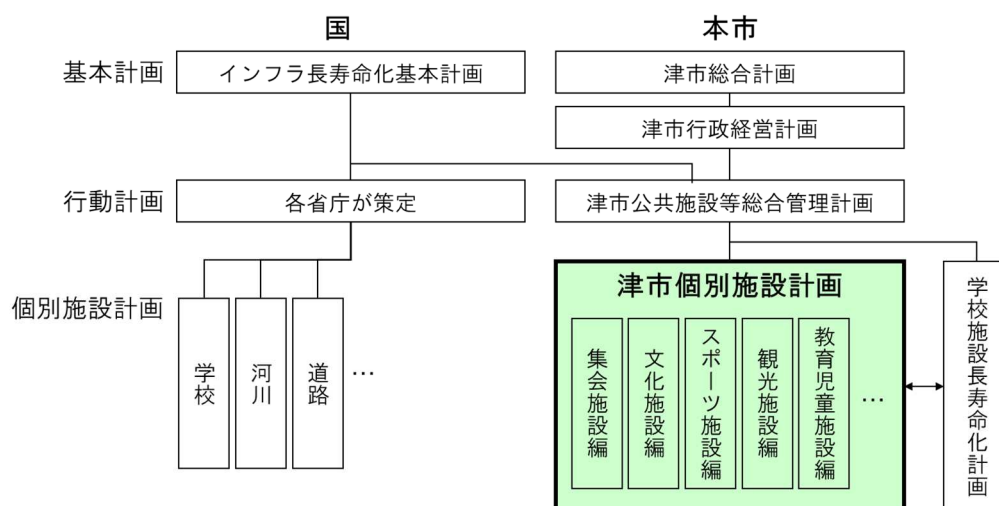 国
本市
基本計画
インフラ長寿命化基本計画
津市総合計画
津市行政経営計画
行動計画
各省庁が策定
津市公共施設等総合管理計画
個別施設計画
学校
河川
道路
…
津市個別施設計画
集会施設編
文化施設編
スポーツ施設編
観光施設編
教育児童施設編
…
学校施設長寿命化計画